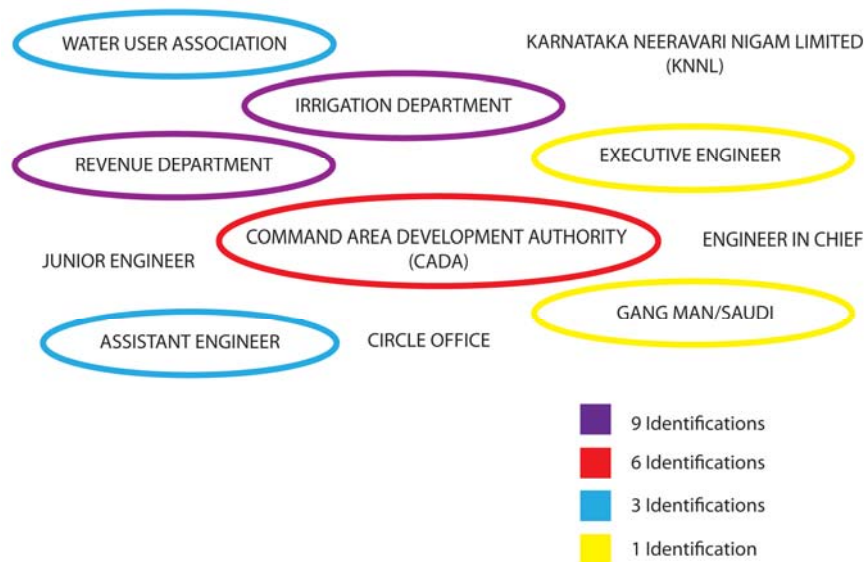 WATER USER ASSOCIATION
KARNATAKA NEERAVARI NIGAM LIMITED
(KNNL)
IRRIGATION DEPARTMENT
REVENUE DEPARTMENT
EXECUTIVE ENGINEER
COMMAND AREA DEVELOPMENT AUTHORITY
(CADA)
ENGINEER IN CHIEF
JUNIOR ENGINEER
GANG MAN/SAUDI
ASSISTANT ENGINEER
CIRCLE OFFICE
9 Identifications
6 Identifications
3 Identifications
1 Identification